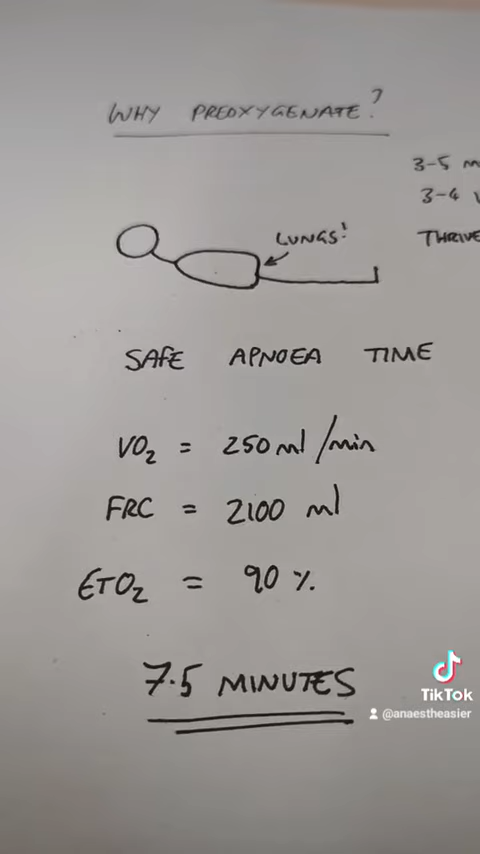 WHY PREOXYGENATE?
3-5 m
3-4
THRIVE
LUNGS!
SAFE APNOEA TIME
VO₂ = 250 ml/min
FRC = 2100 ml
ETO₂ = 90 %
7.5 MINUTES
TikTok
@anaestheasier